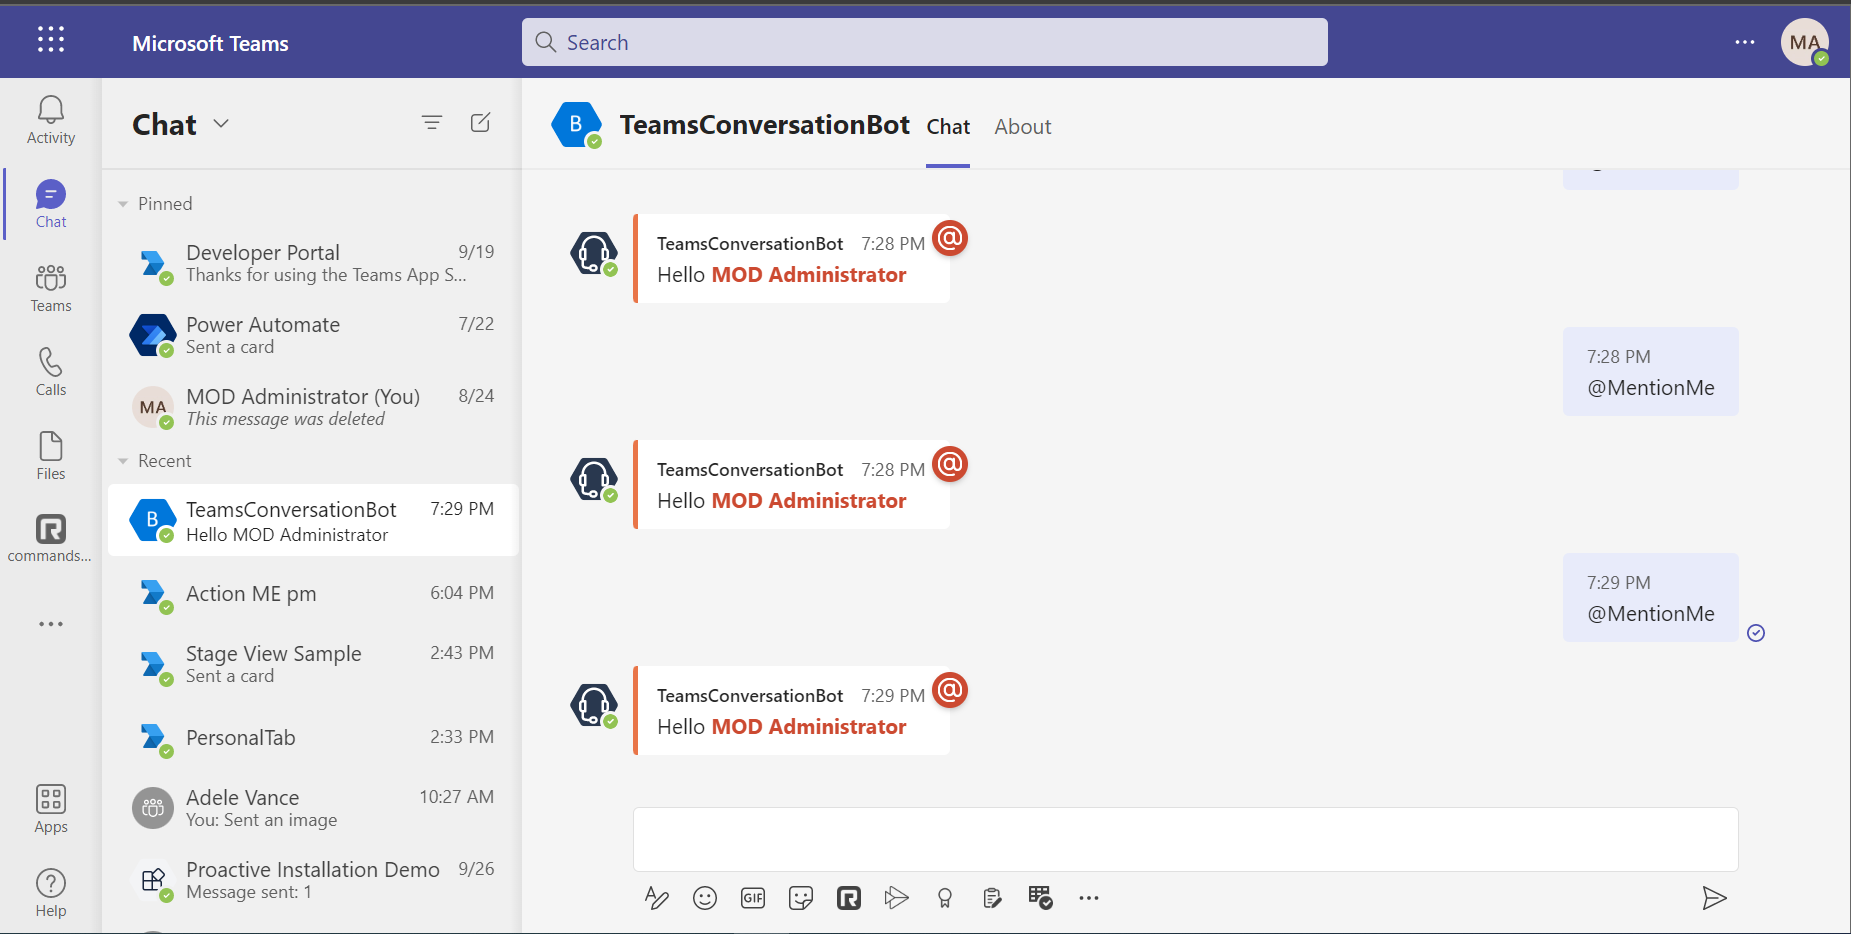 Microsoft Teams
Search
MA
Activity
Chat
Teams
Calls
Files
commands...
Apps
Help
Chat
Pinned
Developer Portal 9/19
Thanks for using the Teams App S...
Power Automate 7/22
Sent a card
MA
MOD Administrator (You) 8/24
This message was deleted
Recent
B
TeamsConversationBot 7:29 PM
Hello MOD Administrator
Action ME pm 6:04 PM
Stage View Sample 2:43 PM
Sent a card
PersonalTab 2:33 PM
Adele Vance 10:27 AM
You: Sent an image
Proactive Installation Demo 9/26
Message sent: 1
B
TeamsConversationBot Chat About
TeamsConversationBot 7:28 PM @
Hello MOD Administrator
7:28 PM
@MentionMe
TeamsConversationBot 7:28 PM @
Hello MOD Administrator
7:29 PM
@MentionMe
TeamsConversationBot 7:29 PM @
Hello MOD Administrator
GIF